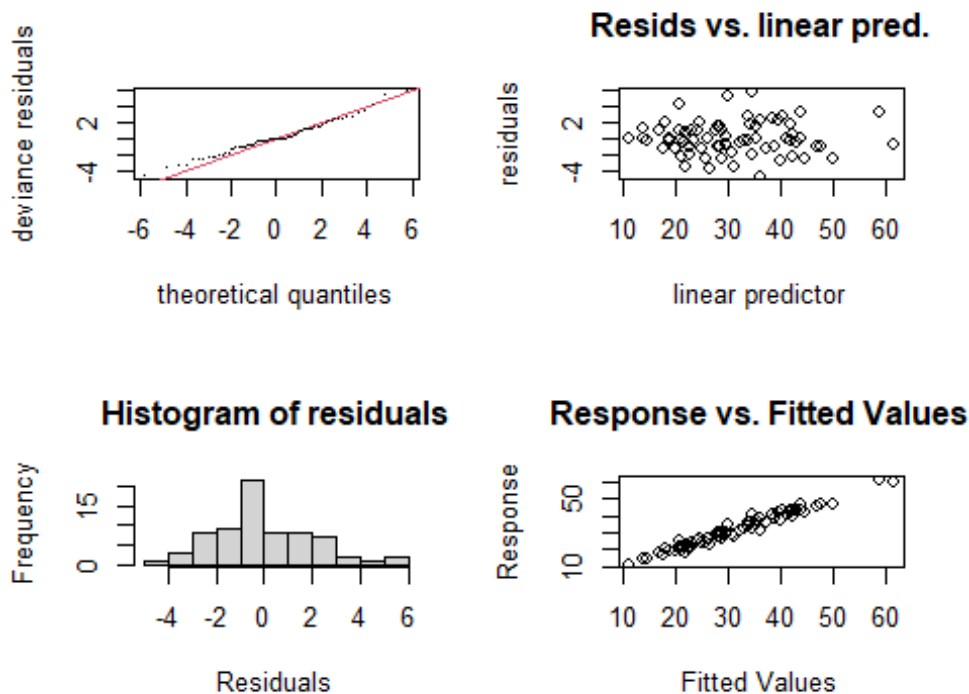 deviance residuals
2
-4
-6 -4 -2 0 2 4 6
theoretical quantiles
Resids vs. linear pred.
residuals
2
-4
10 20 30 40 50 60
linear predictor
Histogram of residuals
Frequency
15
0
-4 -2 0 2 4 6
Residuals
Response vs. Fitted Values
Response
50
10
10 20 30 40 50 60
Fitted Values